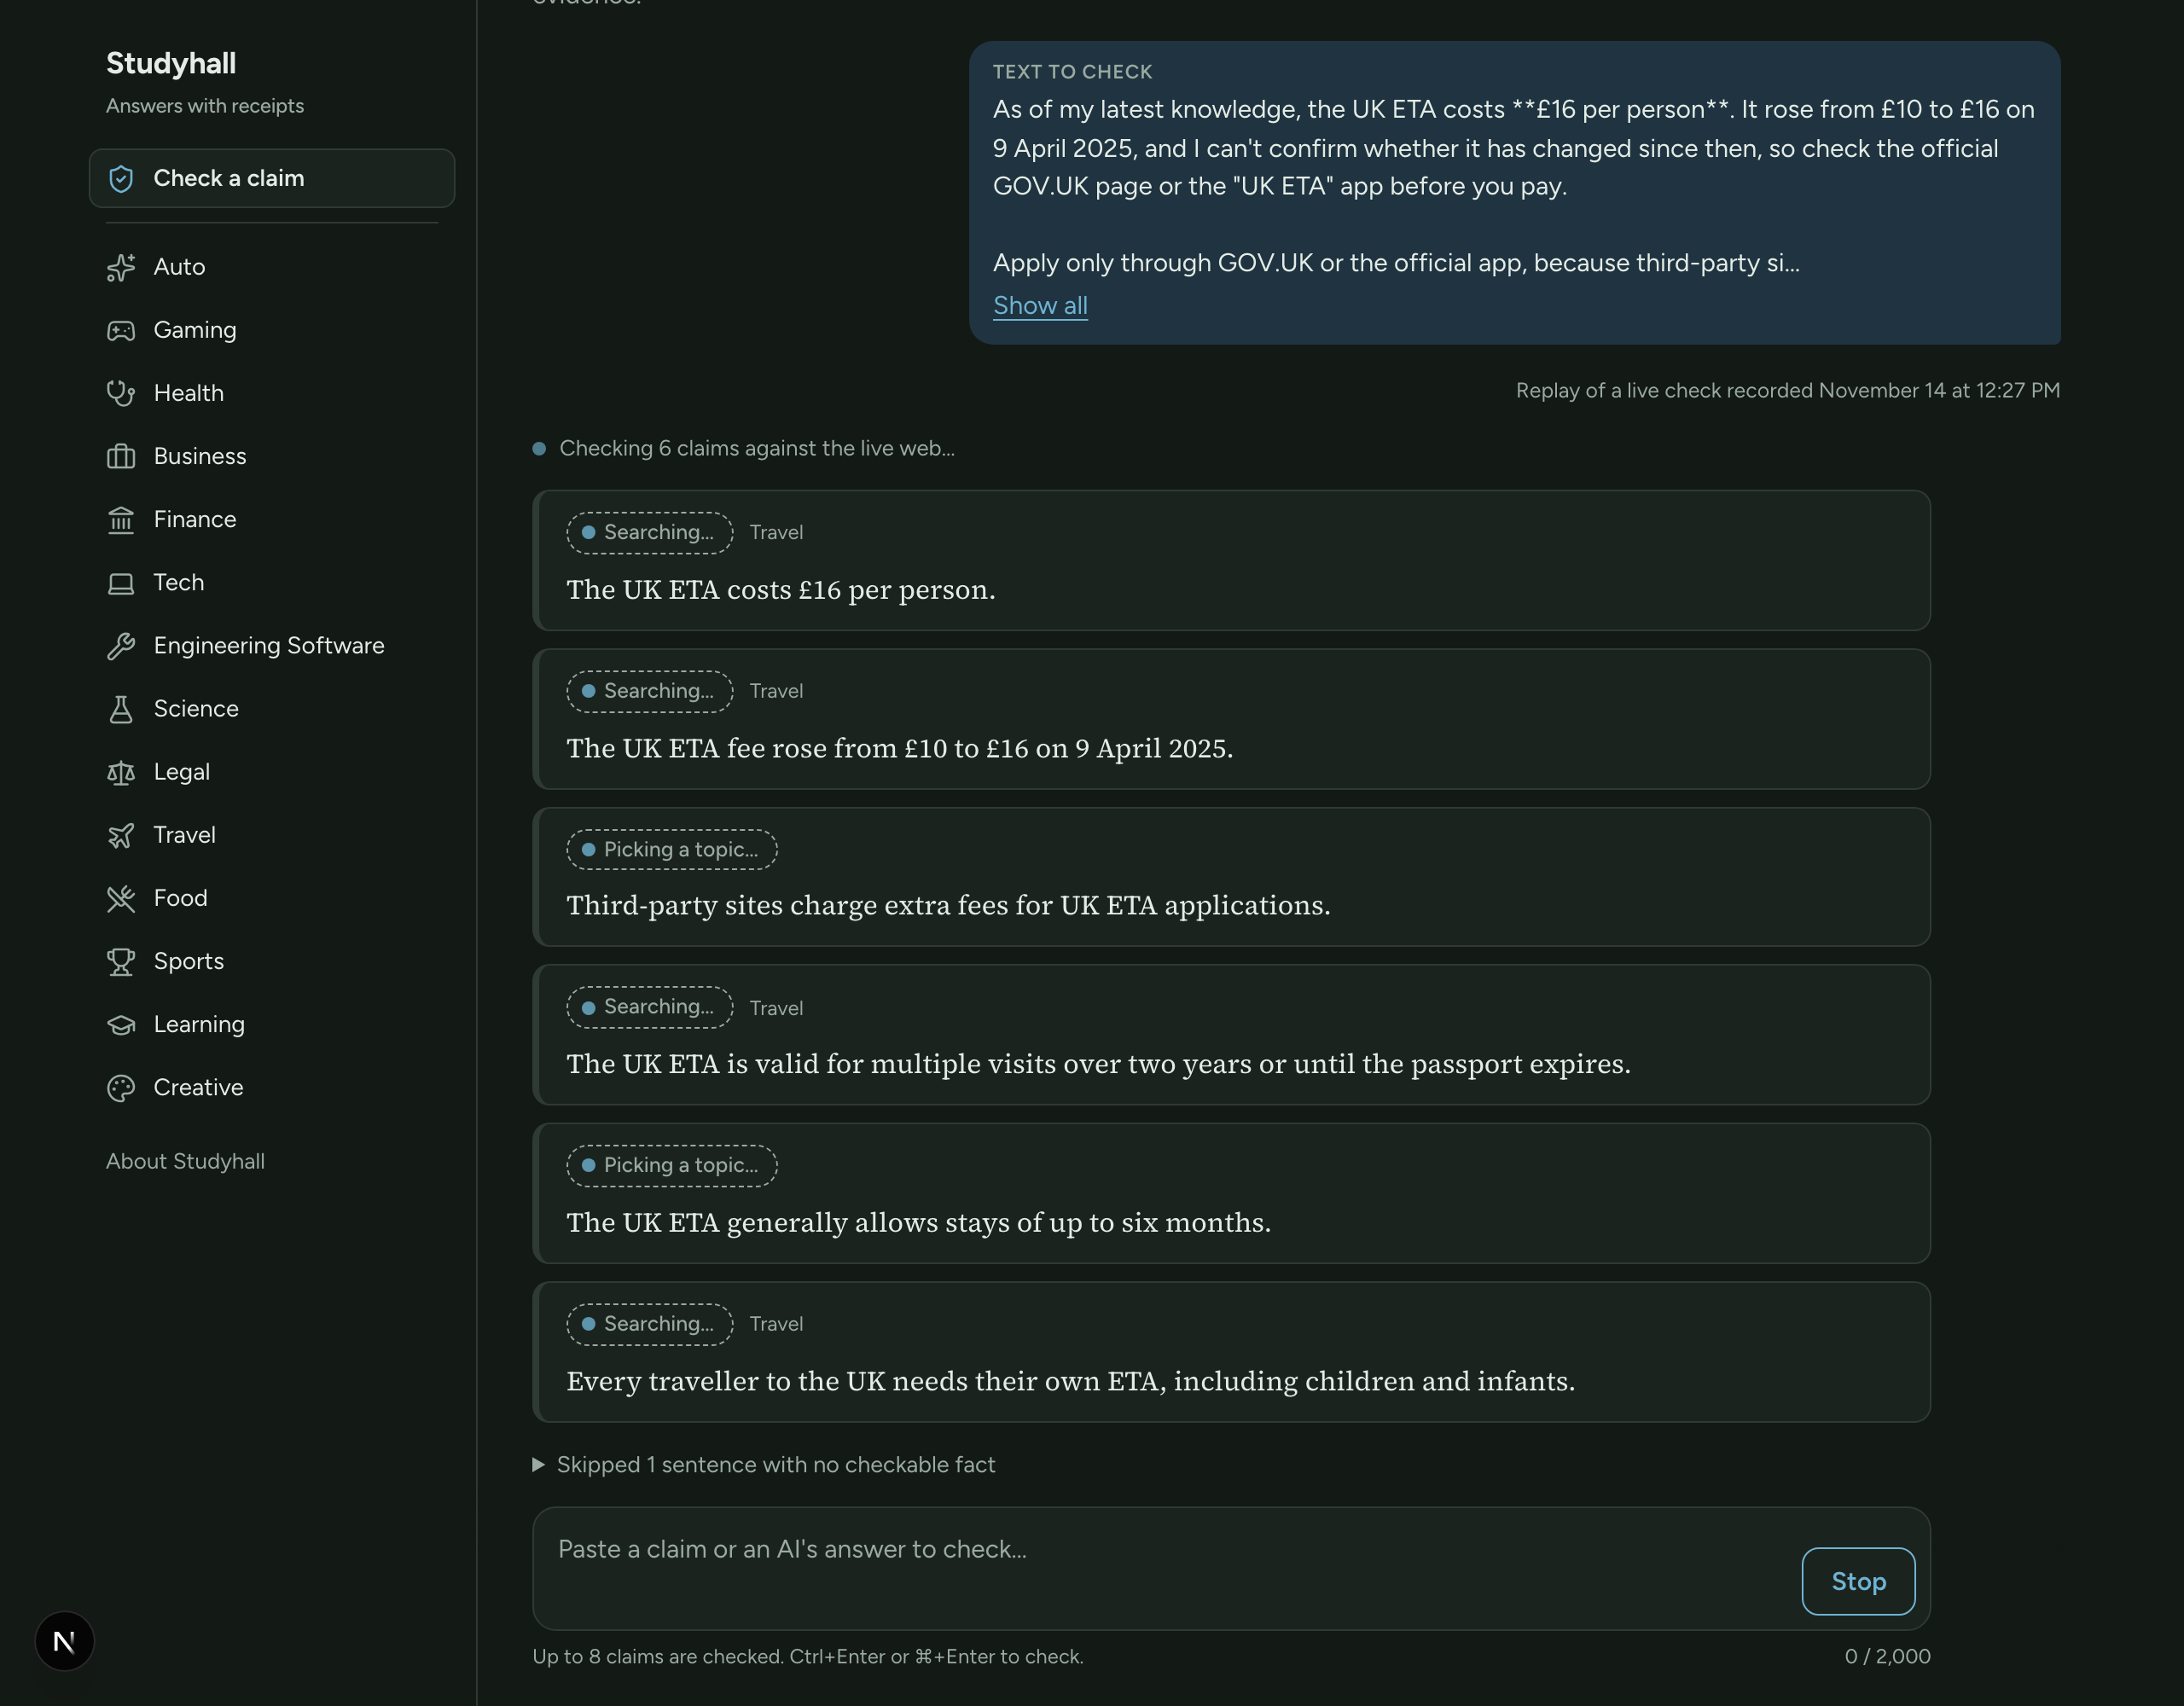 Studyhall
Answers with receipts
Check a claim
Auto
Gaming
Health
Business
Finance
Tech
Engineering Software
Science
Legal
Travel
Food
Sports
Learning
Creative
About Studyhall
TEXT TO CHECK
As of my latest knowledge, the UK ETA costs **£16 per person**. It rose from £10 to £16 on
9 April 2025, and I can't confirm whether it has changed since then, so check the official
GOV.UK page or the "UK ETA" app before you pay.
Apply only through GOV.UK or the official app, because third-party si...
Show all
Replay of a live check recorded November 14 at 12:27 PM
Checking 6 claims against the live web...
Searching... Travel
The UK ETA costs £16 per person.
Searching... Travel
The UK ETA fee rose from £10 to £16 on 9 April 2025.
Picking a topic...
Third-party sites charge extra fees for UK ETA applications.
Searching... Travel
The UK ETA is valid for multiple visits over two years or until the passport expires.
Picking a topic...
The UK ETA generally allows stays of up to six months.
Searching... Travel
Every traveller to the UK needs their own ETA, including children and infants.
Skipped 1 sentence with no checkable fact
Paste a claim or an AI's answer to check...
Stop
Up to 8 claims are checked. Ctrl+Enter or ⌘+Enter to check.
0 / 2,000
N